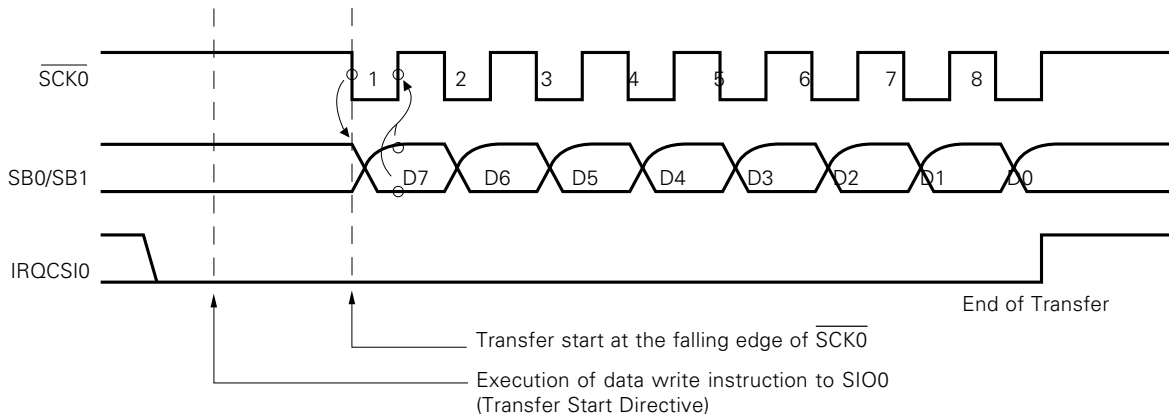 SCK0
1 2 3 4 5 6 7 8
SB0/SB1
D7 D6 D5 D4 D3 D2 D1 D0
IRQCSI0
End of Transfer
Transfer start at the falling edge of SCK0
Execution of data write instruction to SIO0
(Transfer Start Directive)